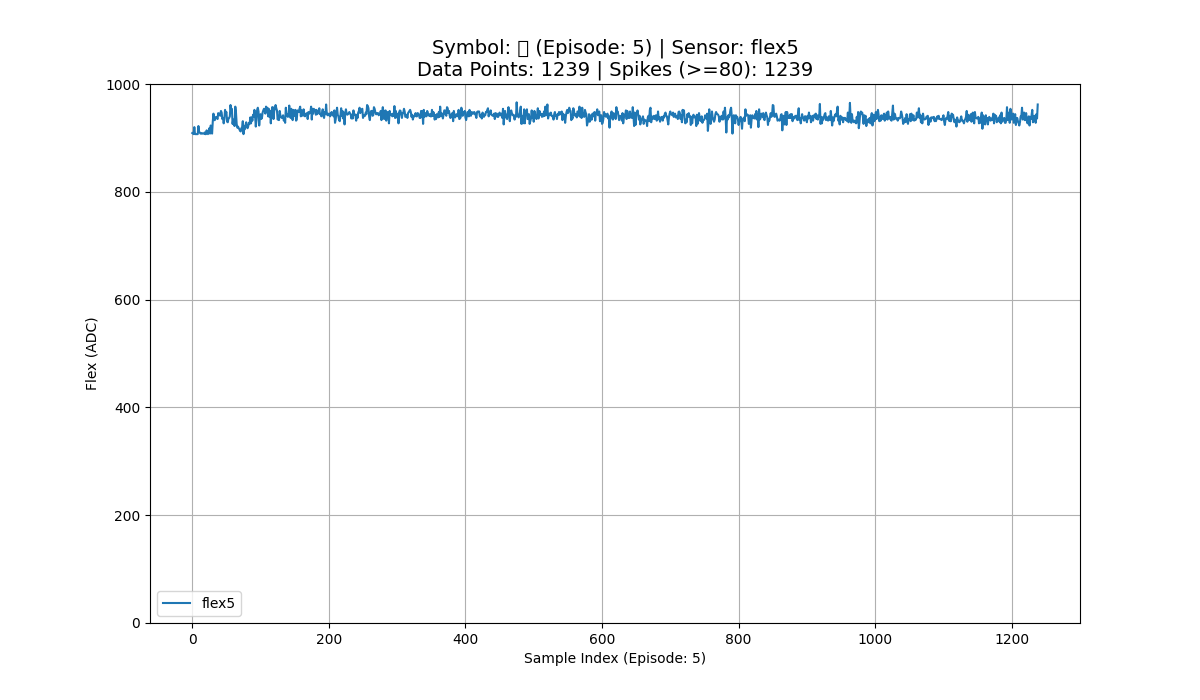 Symbol: (Episode: 5) | Sensor: flex5
Data Points: 1239 | Spikes (>=80): 1239
1000
800
600
400
200
0
Flex (ADC)
flex5
0 200 400 600 800 1000 1200
Sample Index (Episode: 5)